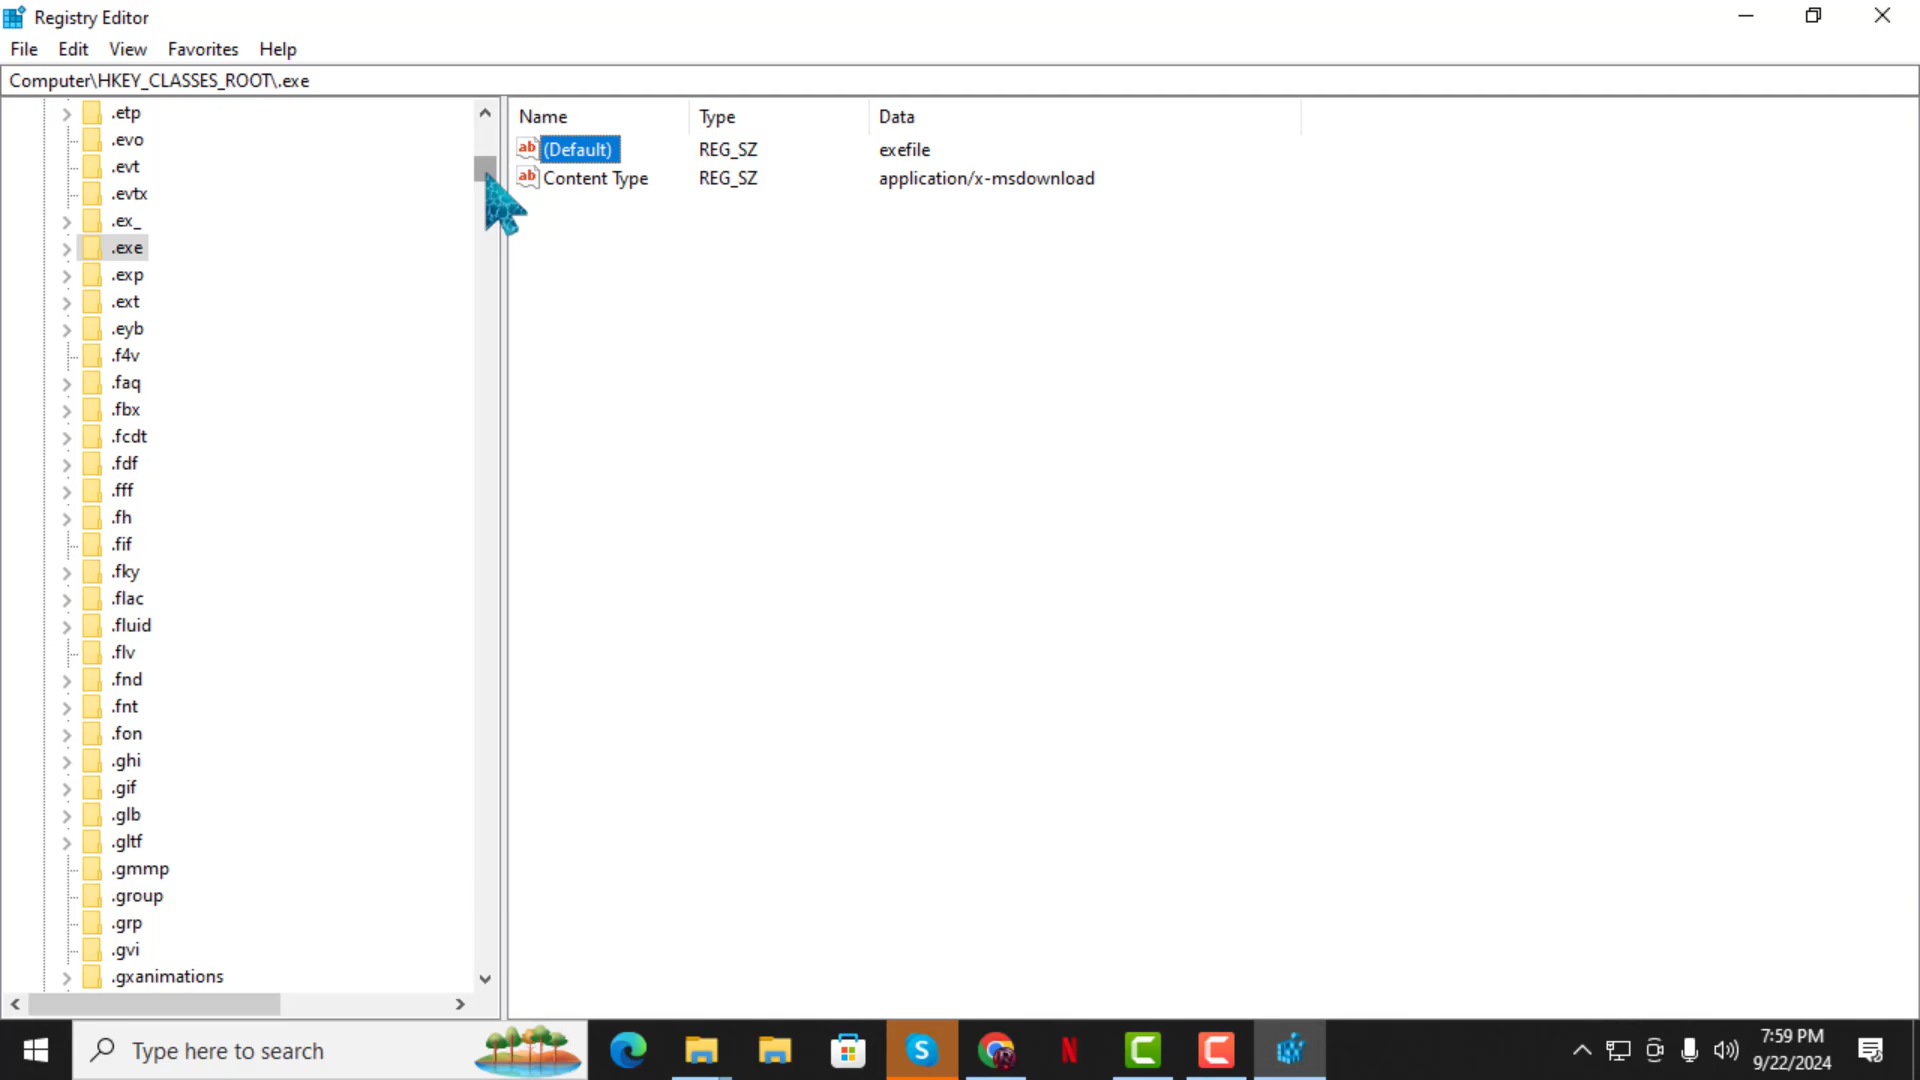 Registry Editor
File Edit View Favorites Help
Computer\HKEY_CLASSES_ROOT\.exe
.etp
.evo
.evt
.evtx
.ex_
.exe
.exp
.ext
.eyb
.f4v
.faq
.fbx
.fcdt
.fdf
.fff
.fh
.fif
.fky
.flac
.fluid
.flv
.fnd
.fnt
.fon
.ghi
.gif
.glb
.gltf
.gmmp
.group
.grp
.gvi
.gxanimations
Name Type Data
ab (Default) REG_SZ exefile
ab Content Type REG_SZ application/x-msdownload
Type here to search
S
N
C
C
7:59 PM
9/22/2024